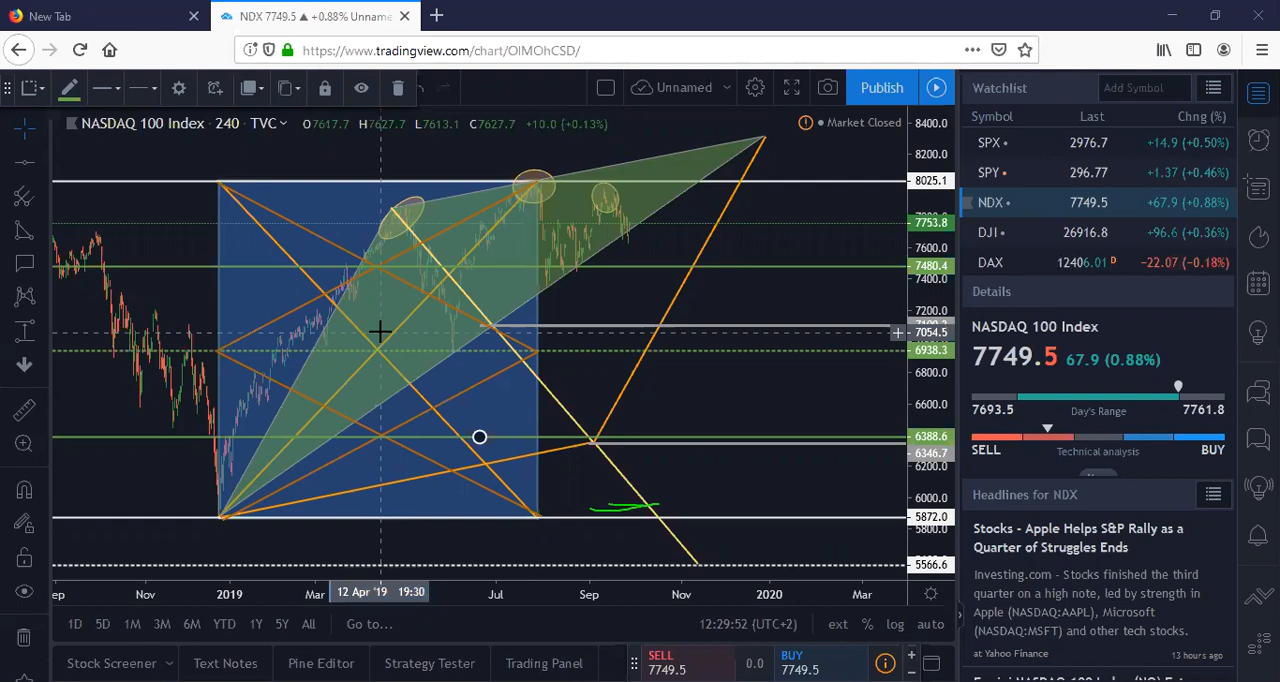 New Tab
NDX 7749.5 ▲ +0.88% Unname
https://www.tradingview.com/chart/OIMOhCSD/
Unnamed
Publish
NASDAQ 100 Index · 240 · TVC
O7617.7 H7627.7 L7613.1 C7627.7 +10.0 (+0.13%)
Market Closed
8400.0
8200.0
8025.1
7753.8
7600.0
7480.4
7400.0
7200.0
7054.5
6938.3
6800.0
6600.0
6388.6
6346.7
6200.0
6000.0
5872.0
5800.0
5566.6
ep
Nov
2019
Mar
12 Apr '19 19:30
Jul
Sep
Nov
2020
Mar
1D 5D 1M 3M 6M YTD 1Y 5Y All
Go to...
12:29:52 (UTC+2)
ext % log auto
Stock Screener
Text Notes
Pine Editor
Strategy Tester
Trading Panel
SELL
7749.5
0.0
BUY
7749.5
Watchlist
Add Symbol
Symbol Last Chng (%)
SPX 2976.7 +14.9 (+0.50%)
SPY 296.77 +1.37 (+0.46%)
NDX 7749.5 +67.9 (+0.88%)
DJI 26916.8 +96.6 (+0.36%)
DAX 12406.01 D −22.07 (−0.18%)
Details
NASDAQ 100 Index
7749.5 67.9 (0.88%)
7693.5 Day's Range 7761.8
SELL Technical analysis BUY
Headlines for NDX
Stocks - Apple Helps S&P Rally as a
Quarter of Struggles Ends
Investing.com - Stocks finished the third
quarter on a high note, led by strength in
Apple (NASDAQ:AAPL), Microsoft
(NASDAQ:MSFT) and other tech stocks.
at Yahoo Finance
13 hours ago